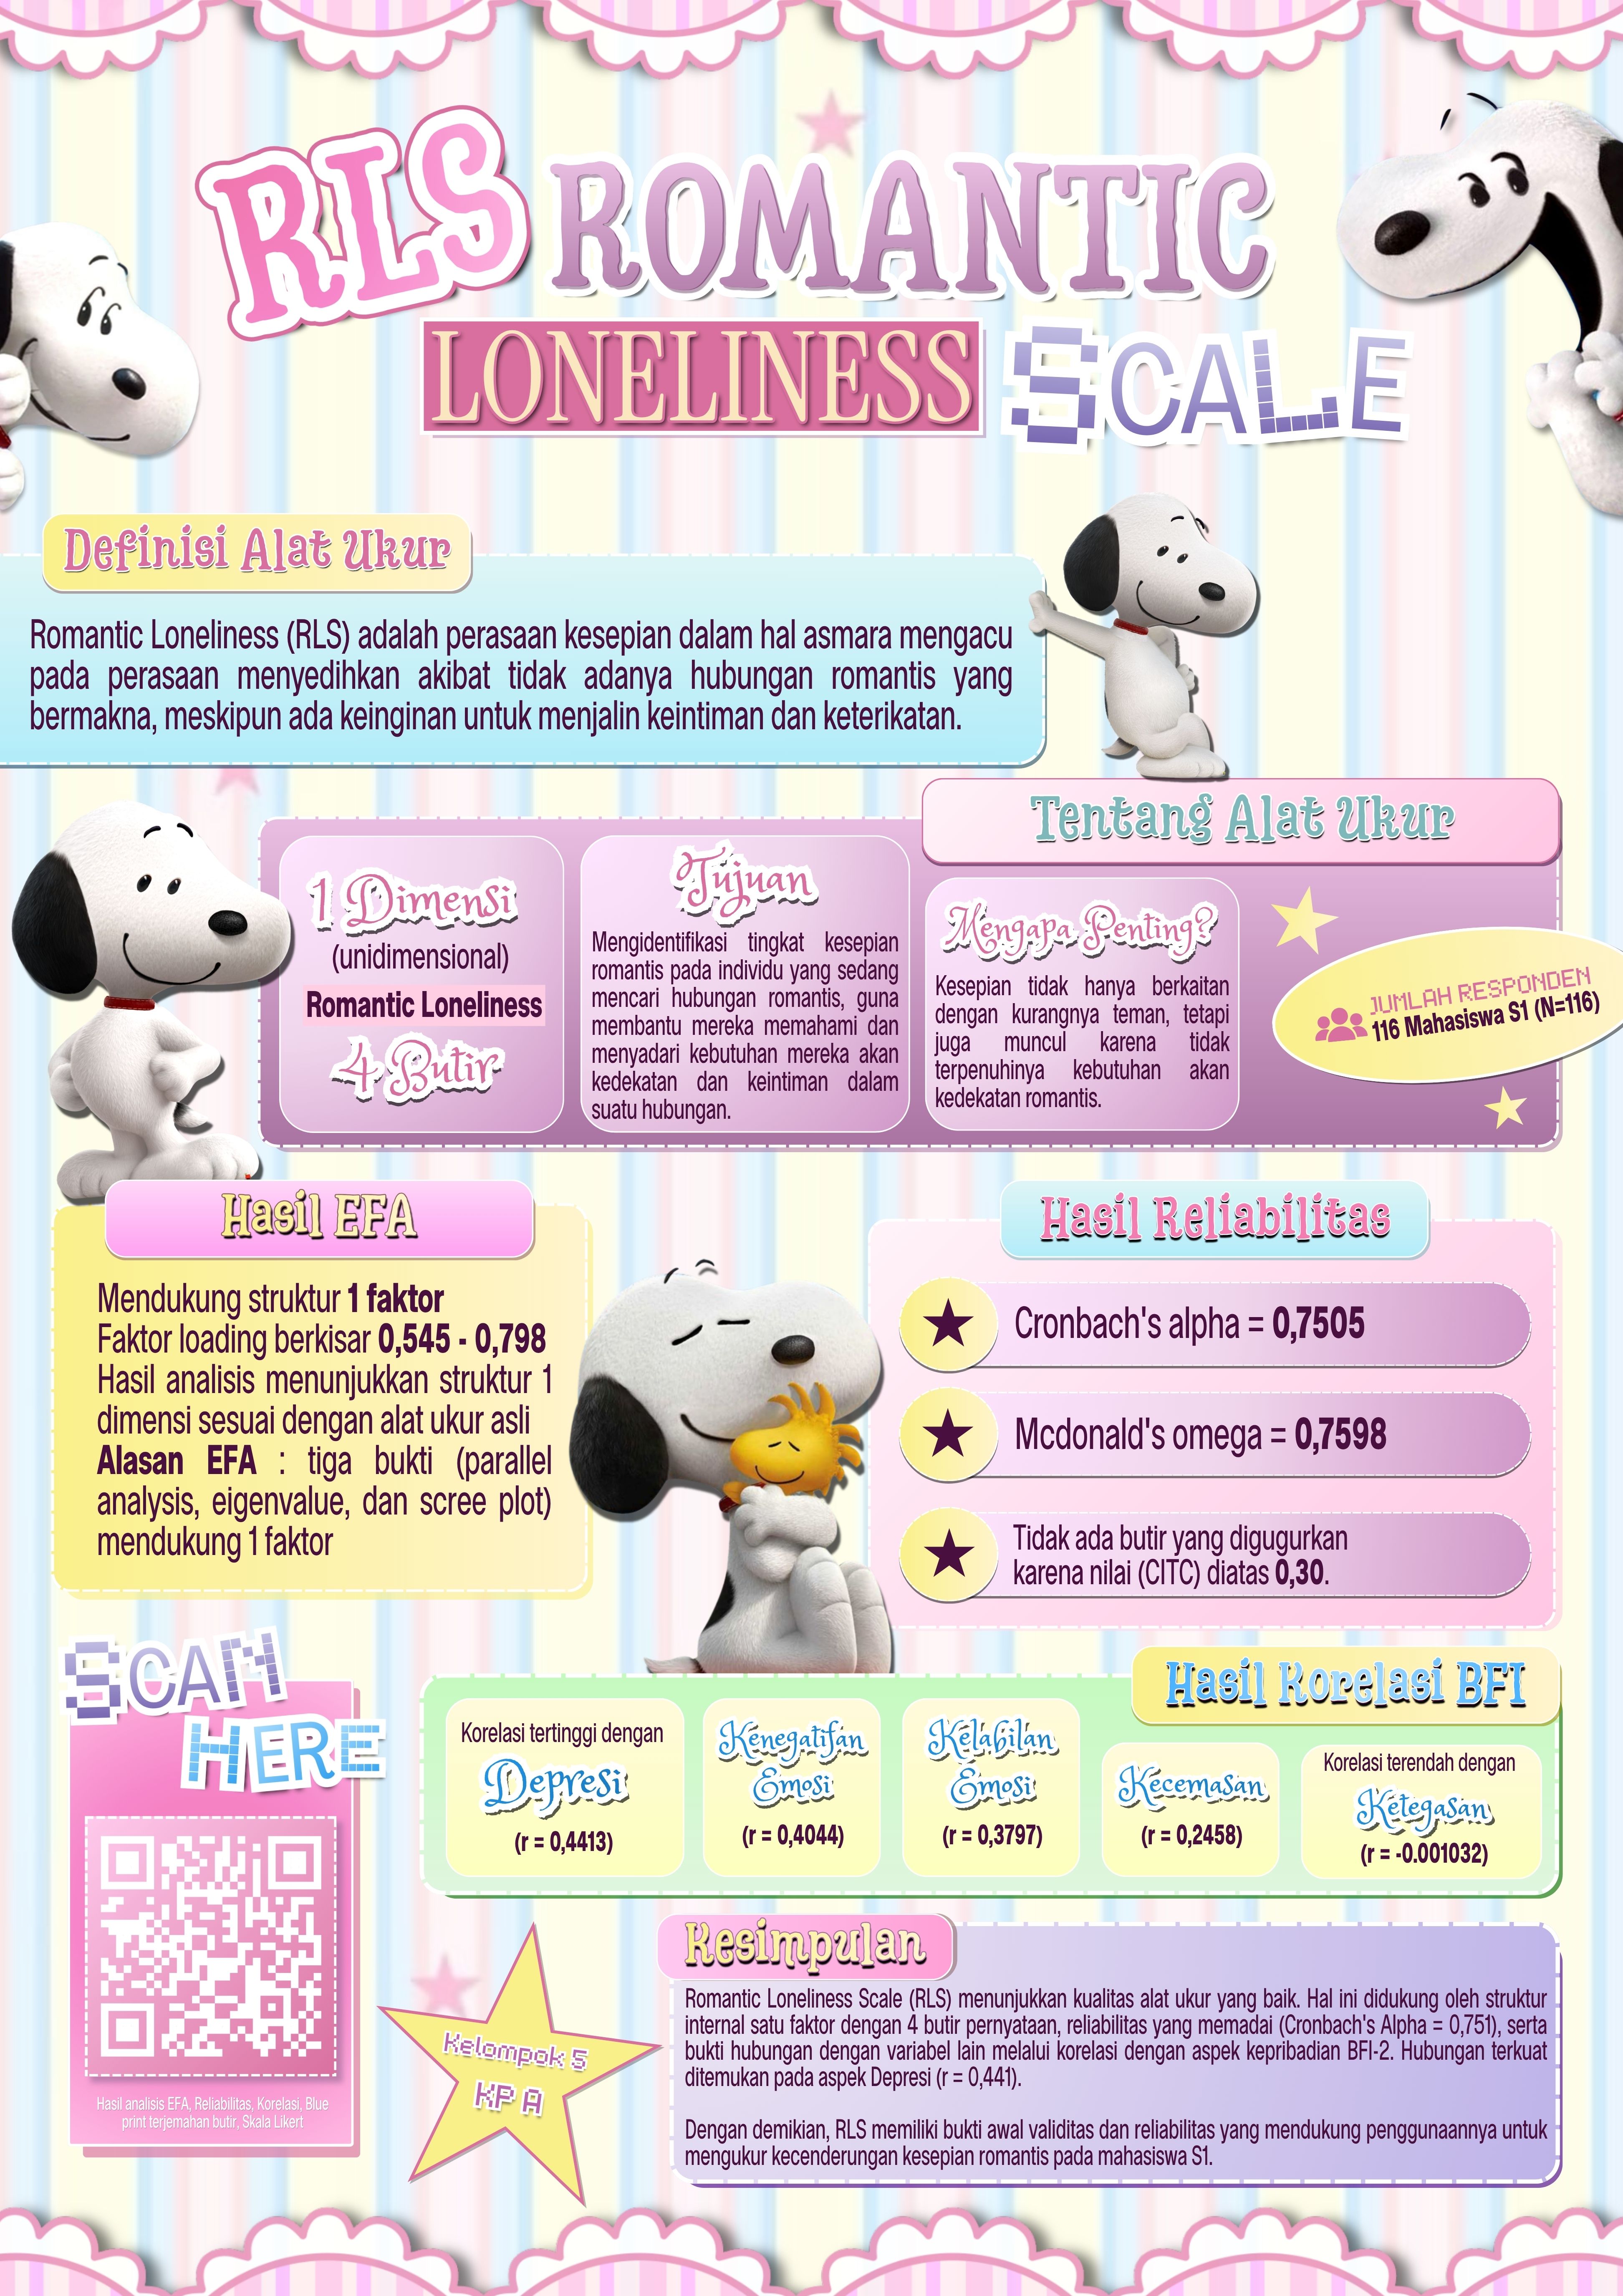 RLS ROMANTIC
LONELINESS SCALE
Definisi Alat Ukur
Romantic Loneliness (RLS) adalah perasaan kesepian dalam hal asmara mengacu
pada perasaan menyedihkan akibat tidak adanya hubungan romantis yang
bermakna, meskipun ada keinginan untuk menjalin keintiman dan keterikatan.
Tentang Alat Ukur
1 Dimensi
(unidimensional)
Romantic Loneliness
4 Butir
Tujuan
Mengidentifikasi tingkat kesepian
romantis pada individu yang sedang
mencari hubungan romantis, guna
membantu mereka memahami dan
menyadari kebutuhan mereka akan
kedekatan dan keintiman dalam
suatu hubungan.
Mengapa Penting?
Kesepian tidak hanya berkaitan
dengan kurangnya teman, tetapi
juga muncul karena tidak
terpenuhinya kebutuhan akan
kedekatan romantis.
JUMLAH RESPONDEN
116 Mahasiswa S1 (N=116)
Hasil EFA
Mendukung struktur 1 faktor
Faktor loading berkisar 0,545 - 0,798
Hasil analisis menunjukkan struktur 1
dimensi sesuai dengan alat ukur asli
Alasan EFA : tiga bukti (parallel
analysis, eigenvalue, dan scree plot)
mendukung 1 faktor
Hasil Reliabilitas
Cronbach's alpha = 0,7505
Mcdonald's omega = 0,7598
Tidak ada butir yang digugurkan
karena nilai (CITC) diatas 0,30.
SCAN
HERE
Hasil analisis EFA, Reliabilitas, Korelasi, Blue
print terjemahan butir, Skala Likert
Hasil Korelasi BFI
Korelasi tertinggi dengan
Depresi
(r = 0,4413)
Kenegatifan
Emosi
(r = 0,4044)
Kelabilan
Emosi
(r = 0,3797)
Kecemasan
(r = 0,2458)
Korelasi terendah dengan
Ketegasan
(r = -0.001032)
Kelompok 5
KP A
Kesimpulan
Romantic Loneliness Scale (RLS) menunjukkan kualitas alat ukur yang baik. Hal ini didukung oleh struktur
internal satu faktor dengan 4 butir pernyataan, reliabilitas yang memadai (Cronbach's Alpha = 0,751), serta
bukti hubungan dengan variabel lain melalui korelasi dengan aspek kepribadian BFI-2. Hubungan terkuat
ditemukan pada aspek Depresi (r = 0,441).
Dengan demikian, RLS memiliki bukti awal validitas dan reliabilitas yang mendukung penggunaannya untuk
mengukur kecenderungan kesepian romantis pada mahasiswa S1.